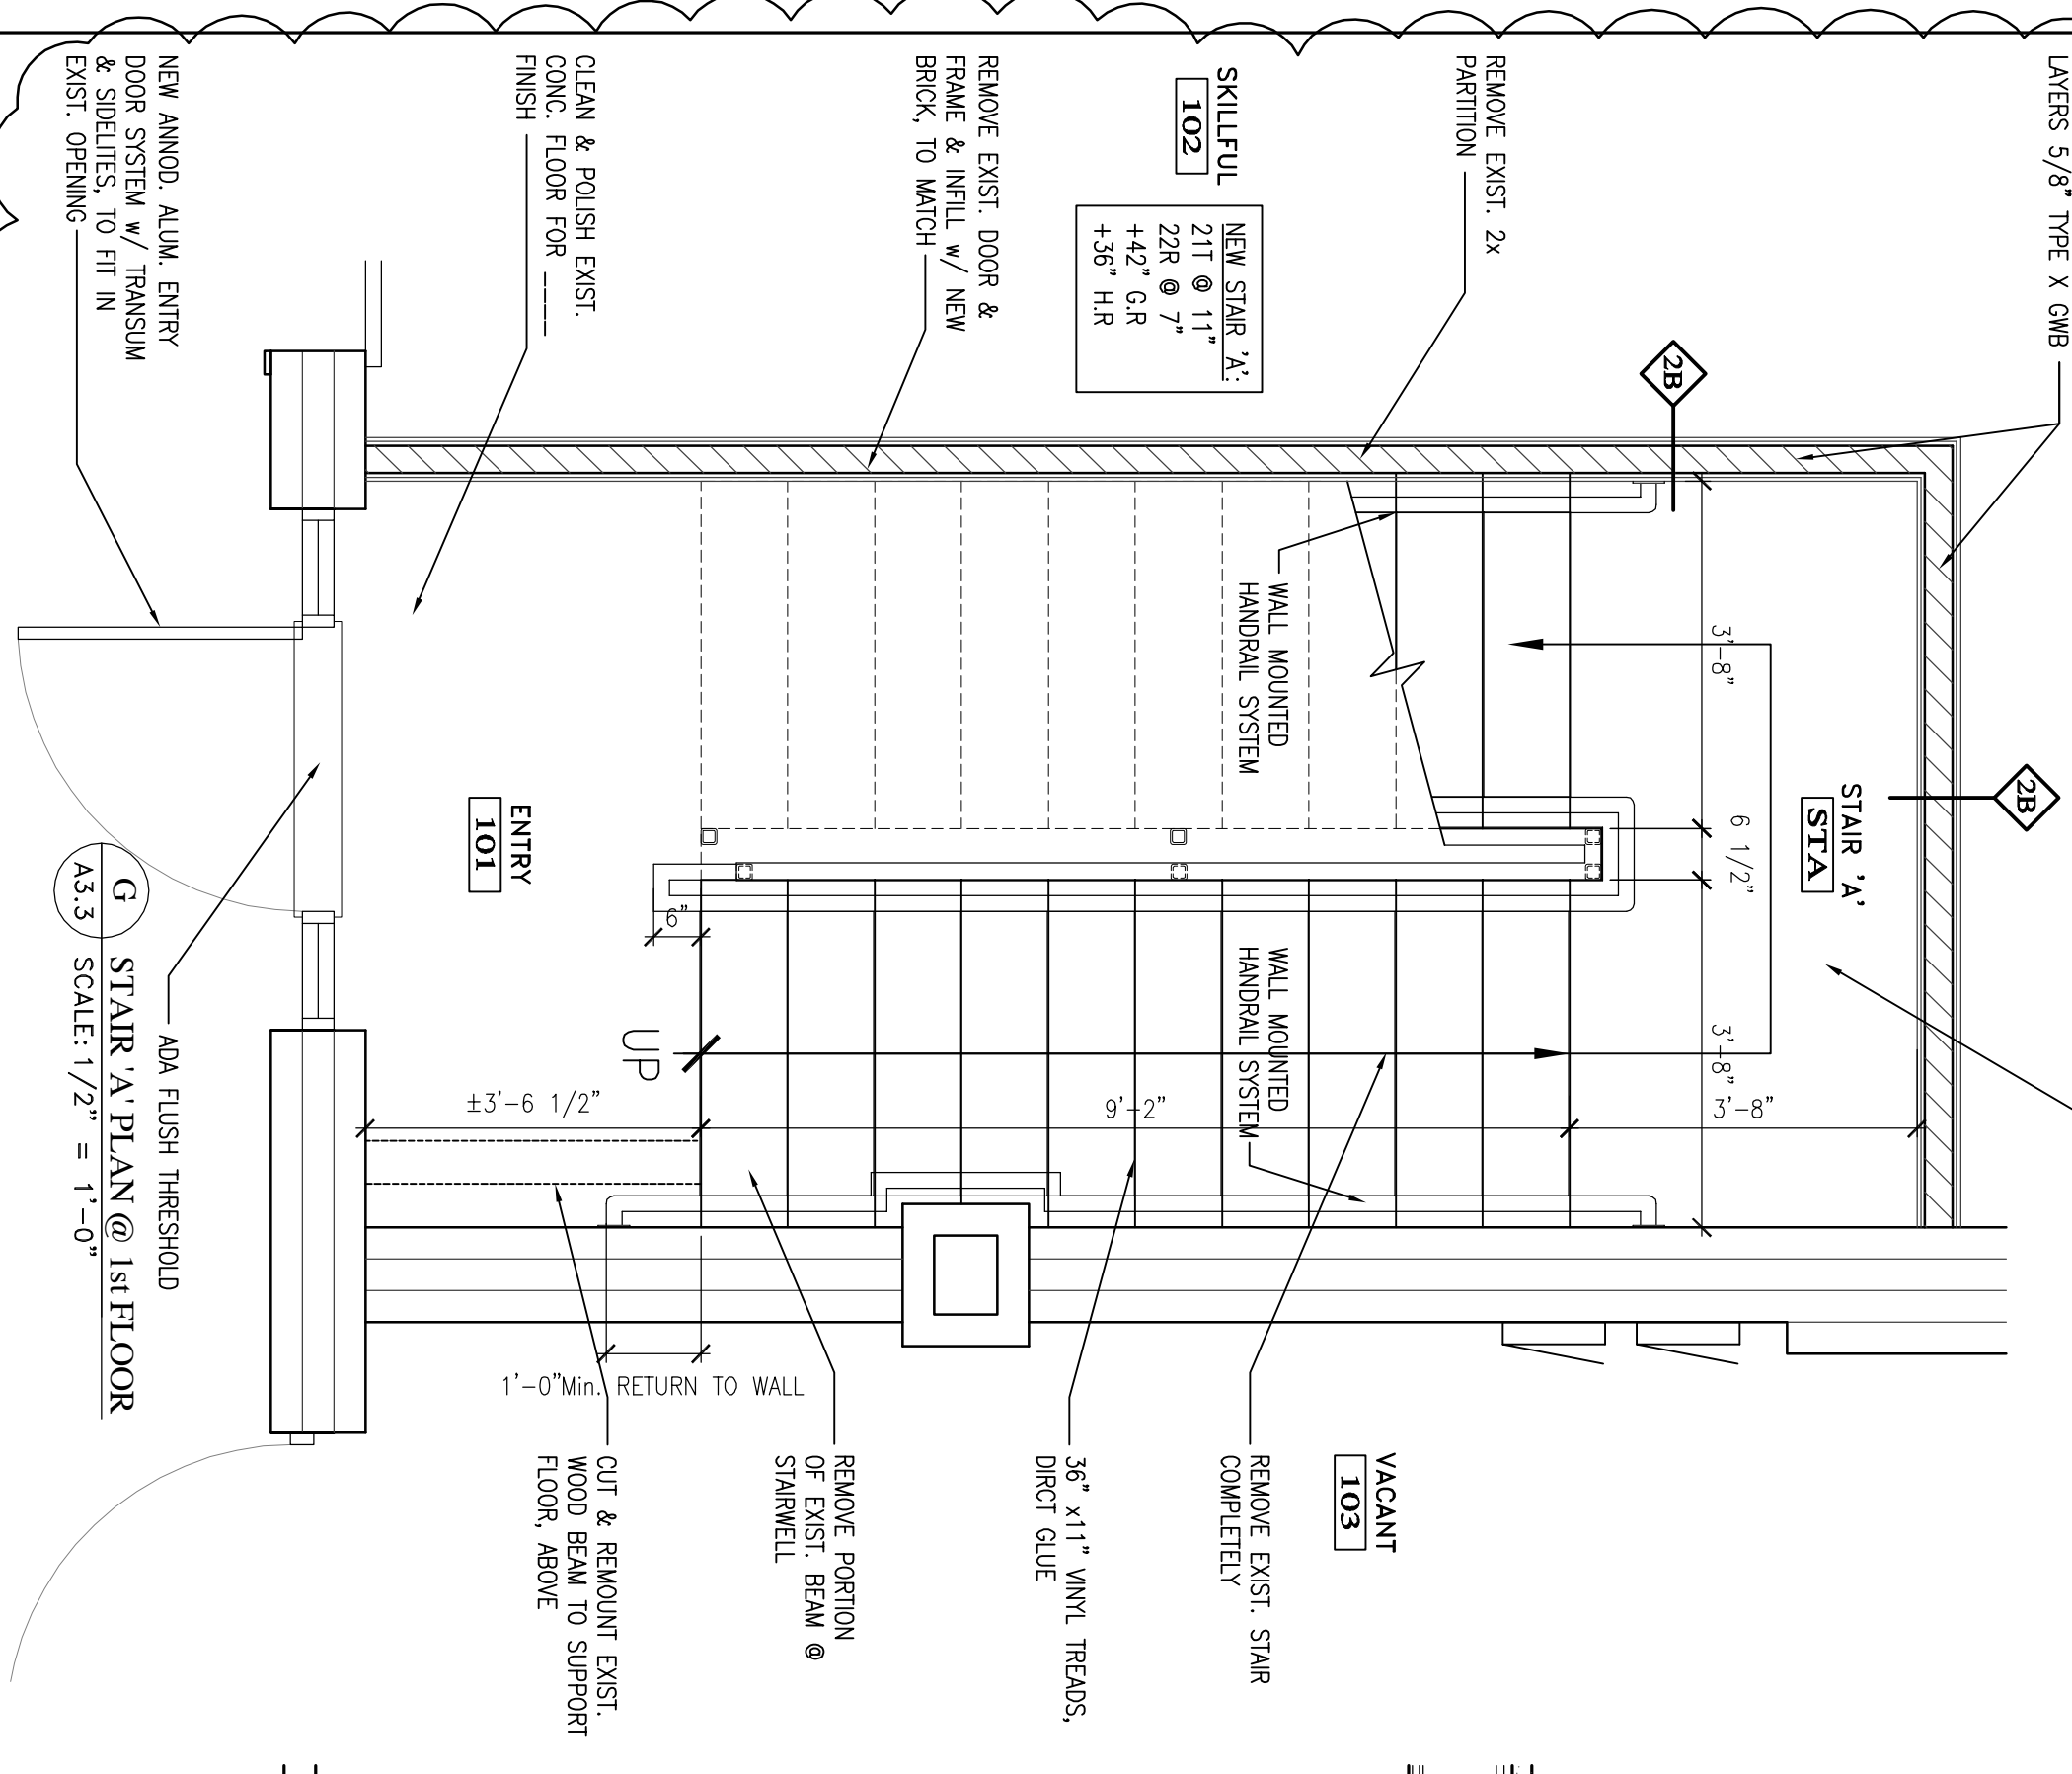 LAYERS 5/8" TYPE X GWB
REMOVE EXIST. 2x
PARTITION
SKILLFUL
102
NEW STAIR 'A':
21T @ 11"
22R @ 7"
+42" G.R
+36" H.R
REMOVE EXIST. DOOR &
FRAME & INFILL w/ NEW
BRICK, TO MATCH
CLEAN & POLISH EXIST.
CONC. FLOOR FOR ____
FINISH
NEW ANNOD. ALUM. ENTRY
DOOR SYSTEM w/ TRANSUM
& SIDELITES, TO FIT IN
EXIST. OPENING
2B
2B
STAIR 'A'
STA
3'-8"
6 1/2"
3'-8"
WALL MOUNTED
HANDRAIL SYSTEM
WALL MOUNTED
HANDRAIL SYSTEM
ENTRY
101
6"
UP
±3'-6 1/2"
9'-2"
3'-8"
1'-0"Min. RETURN TO WALL
ADA FLUSH THRESHOLD
VACANT
103
REMOVE EXIST. STAIR
COMPLETELY
36" x11" VINYL TREADS,
DIRCT GLUE
REMOVE PORTION
OF EXIST. BEAM @
STAIRWELL
CUT & REMOUNT EXIST.
WOOD BEAM TO SUPPORT
FLOOR, ABOVE
G
A3.3
STAIR 'A' PLAN @ 1st FLOOR
SCALE: 1/2" = 1'-0"